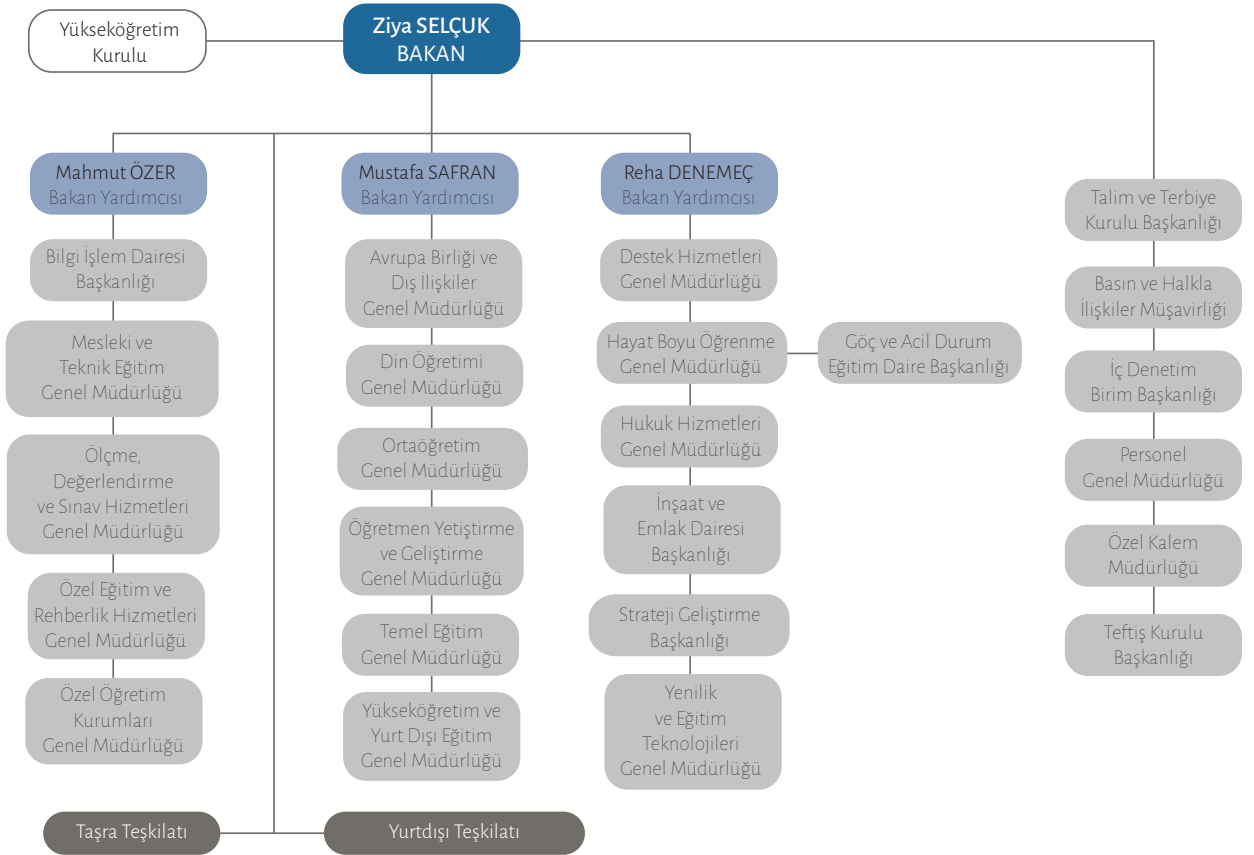 Yükseköğretim
Kurulu
Ziya SELÇUK
BAKAN
Mahmut ÖZER
Bakan Yardımcısı
Bilgi İşlem Dairesi
Başkanlığı
Mesleki ve
Teknik Eğitim
Genel Müdürlüğü
Ölçme,
Değerlendirme
ve Sınav Hizmetleri
Genel Müdürlüğü
Özel Eğitim ve
Rehberlik Hizmetleri
Genel Müdürlüğü
Özel Öğretim
Kurumları
Genel Müdürlüğü
Mustafa SAFRAN
Bakan Yardımcısı
Avrupa Birliği ve
Dış İlişkiler
Genel Müdürlüğü
Din Öğretimi
Genel Müdürlüğü
Ortaöğretim
Genel Müdürlüğü
Öğretmen Yetiştirme
ve Geliştirme
Genel Müdürlüğü
Temel Eğitim
Genel Müdürlüğü
Yükseköğretim ve
Yurt Dışı Eğitim
Genel Müdürlüğü
Reha DENEMEÇ
Bakan Yardımcısı
Destek Hizmetleri
Genel Müdürlüğü
Hayat Boyu Öğrenme
Genel Müdürlüğü
Göç ve Acil Durum
Eğitim Daire Başkanlığı
Hukuk Hizmetleri
Genel Müdürlüğü
İnşaat ve
Emlak Dairesi
Başkanlığı
Strateji Geliştirme
Başkanlığı
Yenilik
ve Eğitim
Teknolojileri
Genel Müdürlüğü
Talim ve Terbiye
Kurulu Başkanlığı
Basın ve Halkla
İlişkiler Müşavirliği
İç Denetim
Birim Başkanlığı
Personel
Genel Müdürlüğü
Özel Kalem
Müdürlüğü
Teftiş Kurulu
Başkanlığı
Taşra Teşkilatı
Yurtdışı Teşkilatı